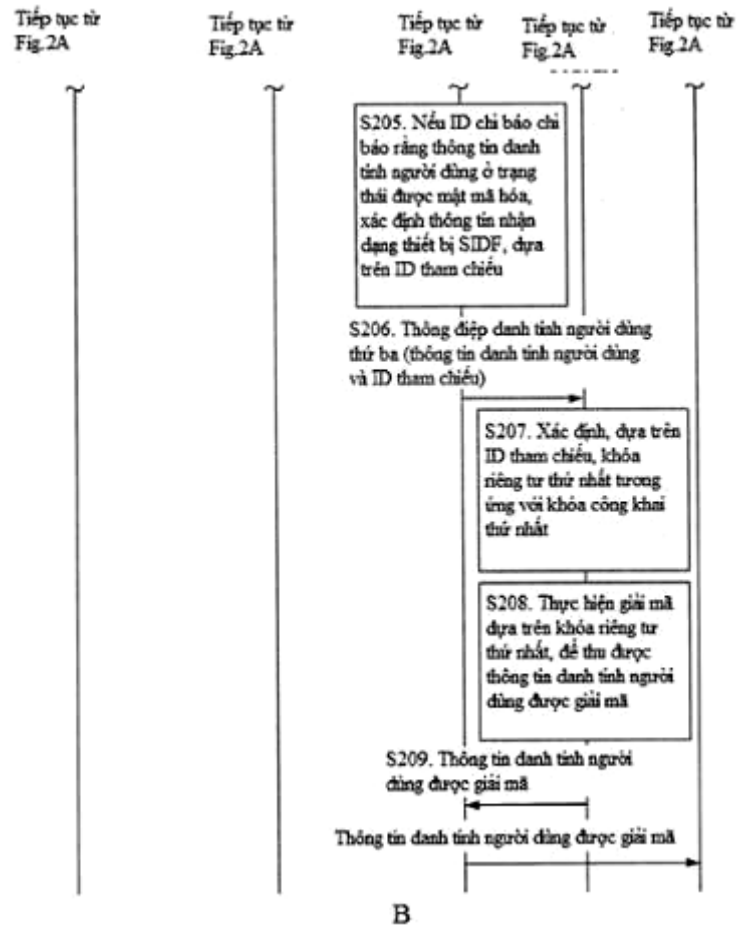 Tiếp tục từ
Fig.2A
Tiếp tục từ
Fig.2A
Tiếp tục từ
Fig.2A
Tiếp tục từ
Fig.2A
Tiếp tục từ
Fig.2A
S205. Nếu ID chỉ báo chỉ
báo rằng thông tin danh
tính người dùng ở trạng
thái được mật mã hóa,
xác định thông tin nhận
dạng thiết bị SIDF, dựa
trên ID tham chiếu
S206. Thông điệp danh tính người dùng
thứ ba (thông tin danh tính người dùng
và ID tham chiếu)
S207. Xác định, dựa trên
ID tham chiếu, khóa
riêng tư thứ nhất tương
ứng với khóa công khai
thứ nhất
S208. Thực hiện giải mã
dựa trên khóa riêng tư
thứ nhất, để thu được
thông tin danh tính người
dùng được giải mã
S209. Thông tin danh tính người
dùng được giải mã
Thông tin danh tính người dùng được giải mã
B